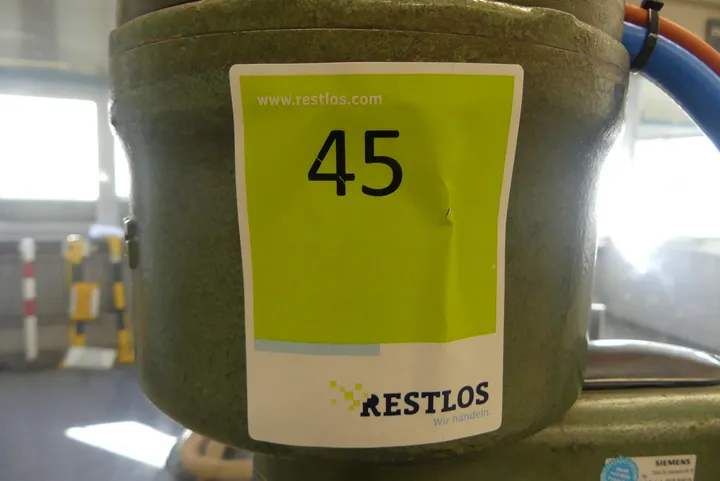 www.restlos.com
45
RESTLOS
Wir handeln.
SIEMENS